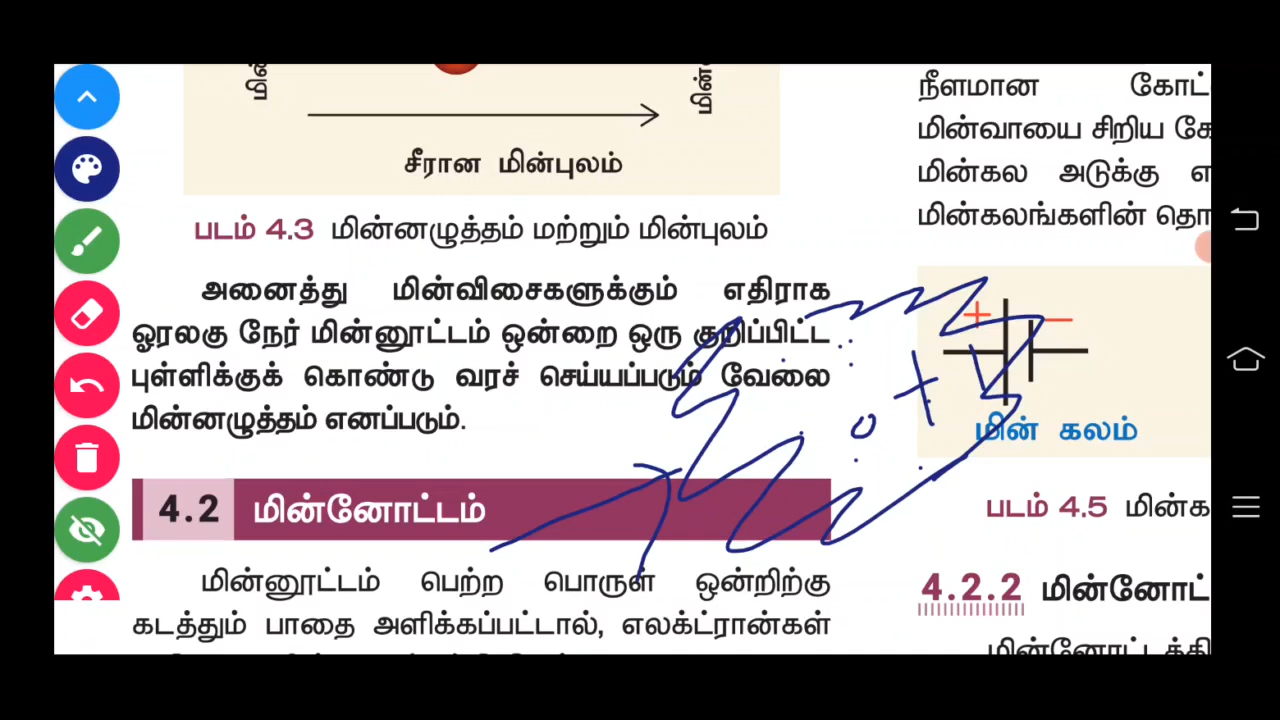 சீரான மின்புலம்
படம் 4.3 மின்னழுத்தம் மற்றும் மின்புலம்
அனைத்து மின்விசைகளுக்கும் எதிராக
ஓரலகு நேர் மின்னூட்டம் ஒன்றை ஒரு குறிப்பிட்ட
புள்ளிக்குக் கொண்டு வரச் செய்யப்படும் வேலை
மின்னழுத்தம் எனப்படும்.
4.2 மின்னோட்டம்
மின்னூட்டம் பெற்ற பொருள் ஒன்றிற்கு
கடத்தும் பாதை அளிக்கப்பட்டால், எலக்ட்ரான்கள்
நீளமான
மின்வாயை சிறிய
மின்கல அடுக்கு
மின்கலங்களின்
+ −
மின் கலம்
படம் 4.5
4.2.2